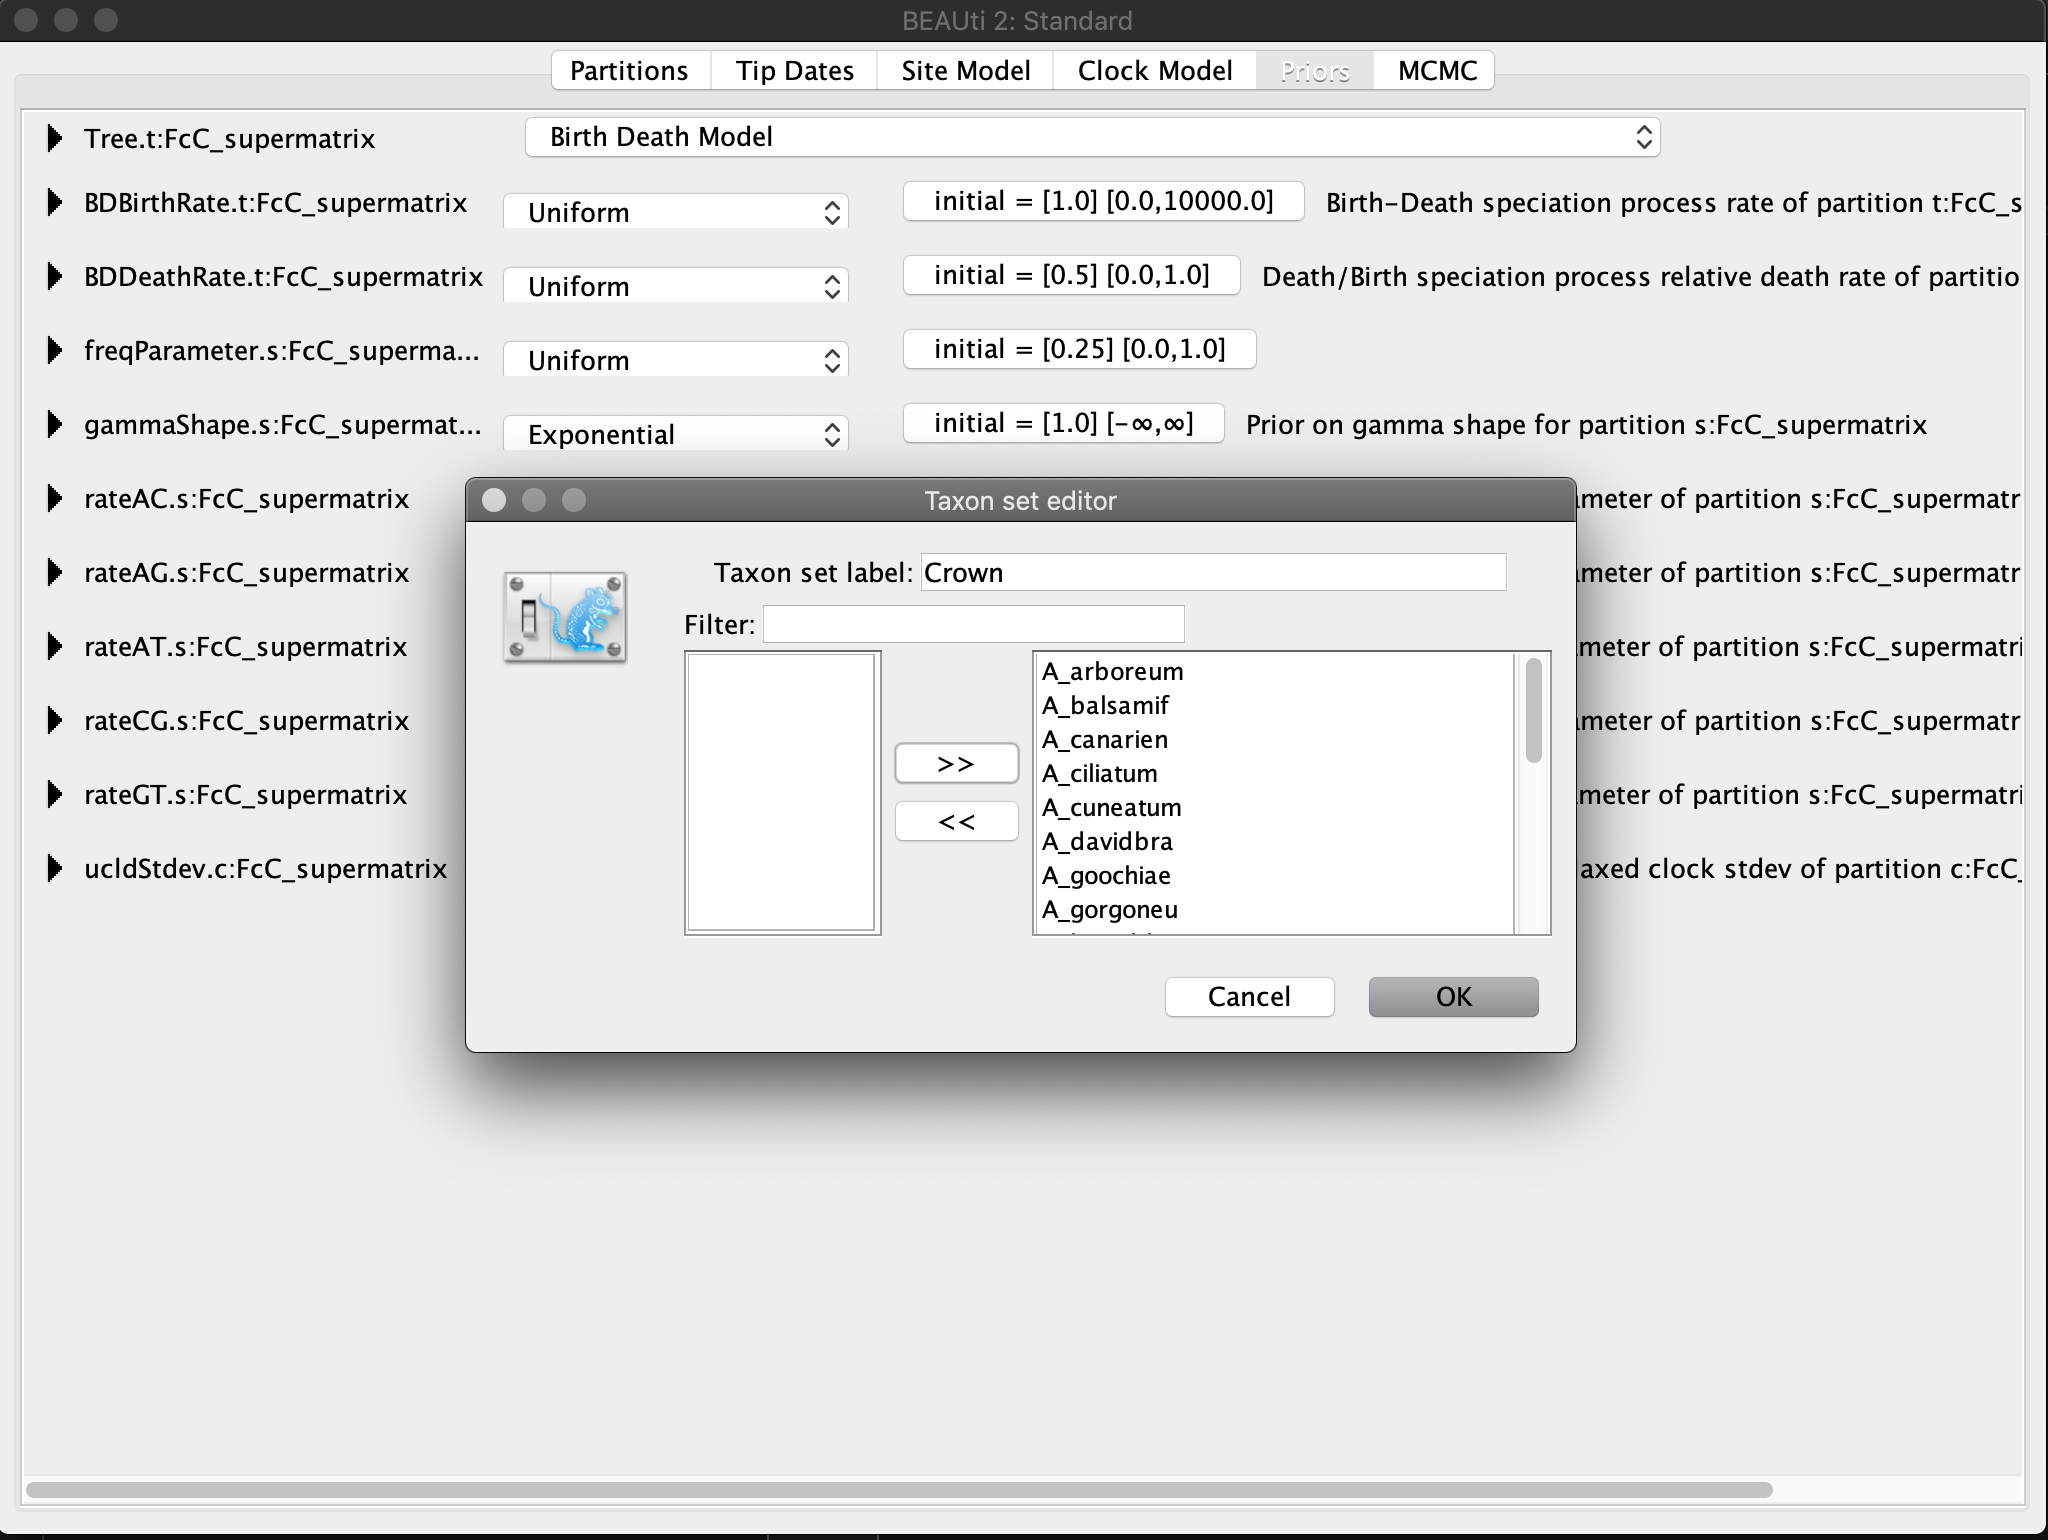 BEAUti 2: Standard
Partitions Tip Dates Site Model Clock Model Priors MCMC
Tree.t:FcC_supermatrix Birth Death Model
BDBirthRate.t:FcC_supermatrix Uniform initial = [1.0] [0.0,10000.0] Birth-Death speciation process rate of partition t:FcC_s
BDDeathRate.t:FcC_supermatrix Uniform initial = [0.5] [0.0,1.0] Death/Birth speciation process relative death rate of partitio
freqParameter.s:FcC_superma... Uniform initial = [0.25] [0.0,1.0]
gammaShape.s:FcC_supermat... Exponential initial = [1.0] [-∞,∞] Prior on gamma shape for partition s:FcC_supermatrix
rateAC.s:FcC_supermatrix ameter of partition s:FcC_supermatr
rateAG.s:FcC_supermatrix ameter of partition s:FcC_supermatr
rateAT.s:FcC_supermatrix meter of partition s:FcC_supermatri
rateCG.s:FcC_supermatrix ameter of partition s:FcC_supermatr
rateGT.s:FcC_supermatrix meter of partition s:FcC_supermatri
ucldStdev.c:FcC_supermatrix axed clock stdev of partition c:FcC_
Taxon set editor
Taxon set label: Crown
Filter:
>>
<<
A_arboreum
A_balsamif
A_canarien
A_ciliatum
A_cuneatum
A_davidbra
A_goochiae
A_gorgoneu
Cancel OK